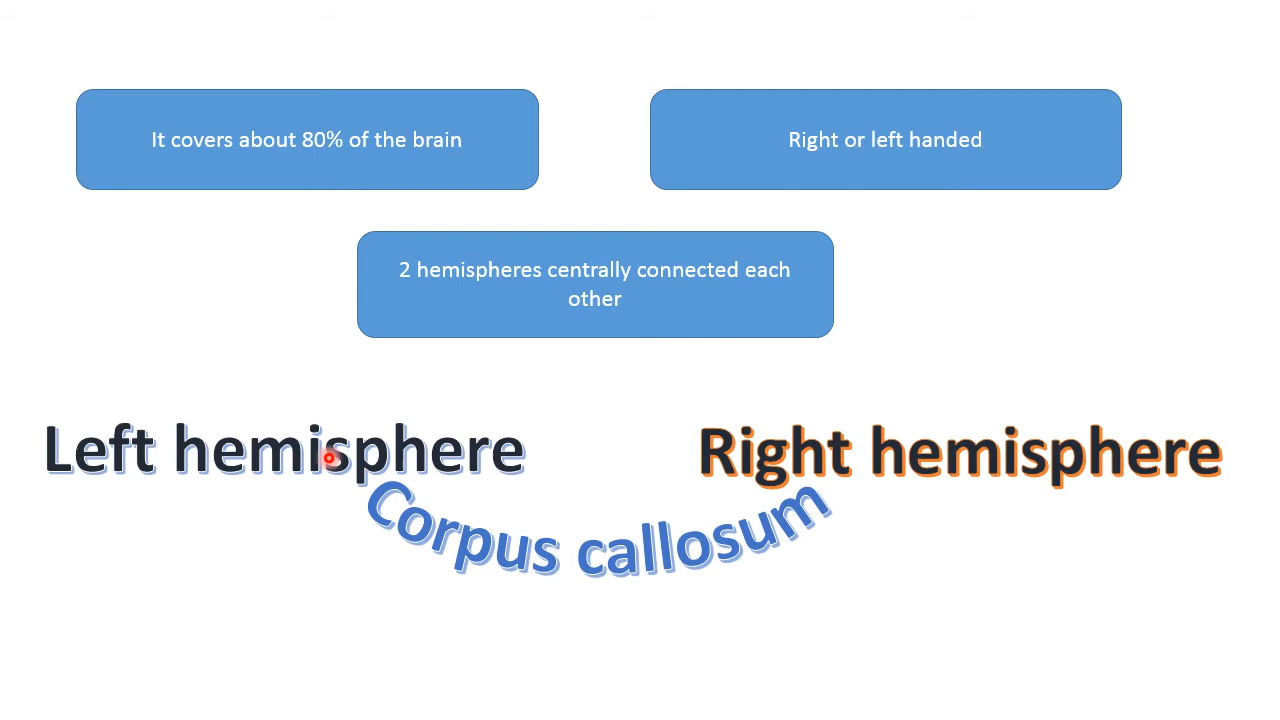 It covers about 80% of the brain
Right or left handed
2 hemispheres centrally connected each
other
Left hemisphere
Right hemisphere
Corpus callosum